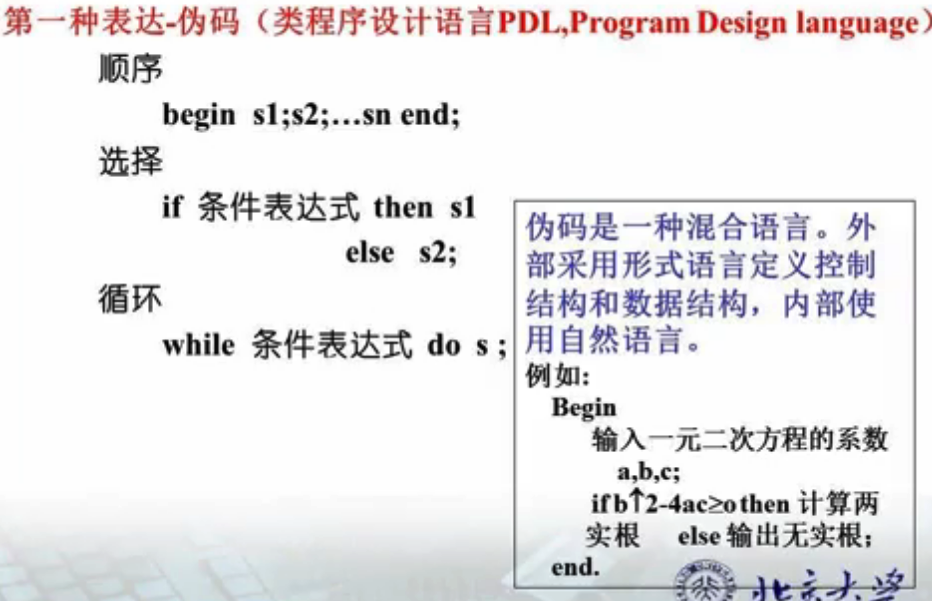 第一种表达-伪码（类程序设计语言PDL,Program Design language）
顺序
begin s1;s2;…sn end;
选择
if 条件表达式 then s1
else s2;
循环
while 条件表达式 do s ;
伪码是一种混合语言。外
部采用形式语言定义控制
结构和数据结构，内部使
用自然语言。
例如:
Begin
输入一元二次方程的系数
a,b,c;
if b↑2-4ac≥o then 计算两
实根 else 输出无实根；
end.
北京大学